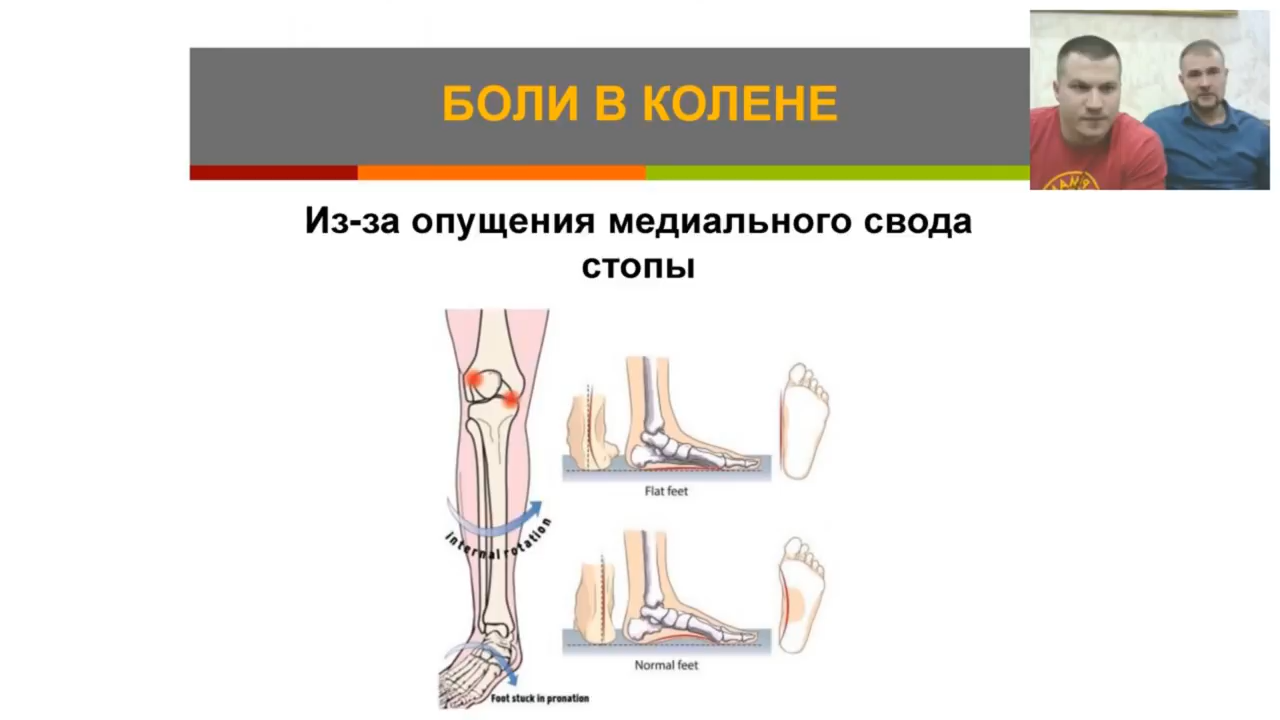 БОЛИ В КОЛЕНЕ
Из-за опущения медиального свода
стопы
Flat feet
internal rotation
Normal feet
Foot stuck in pronation